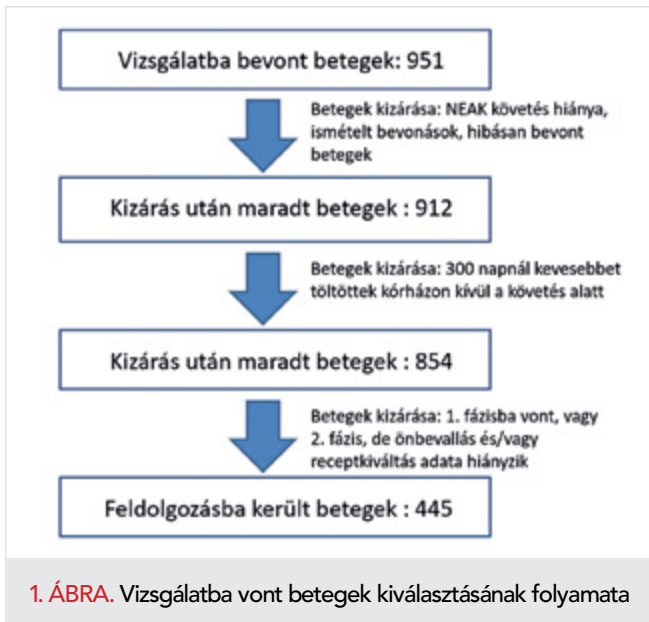 Vizsgálatba bevont betegek: 951
Betegek kizárása: NEAK követés hiánya,
ismételt bevonások, hibásan bevont
betegek
Kizárás után maradt betegek : 912
Betegek kizárása: 300 napnál kevesebbet
töltöttek kórházon kívül a követés alatt
Kizárás után maradt betegek : 854
Betegek kizárása: 1. fázisba vont, vagy
2. fázis, de önbevallás és/vagy
receptkiváltás adata hiányzik
Feldolgozásba került betegek : 445
1. ÁBRA. Vizsgálatba vont betegek kiválasztásának folyamata